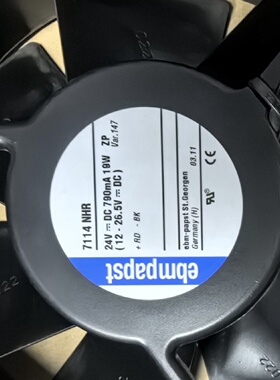 ebmpapst
7114 NHR
24V ⎓ DC 790mA 19W ZP
(12 - 26.5V ⎓ DC) Var.147
+ RD - BK
ebm-papst St.Georgen 03.11
Germany (H)
CE